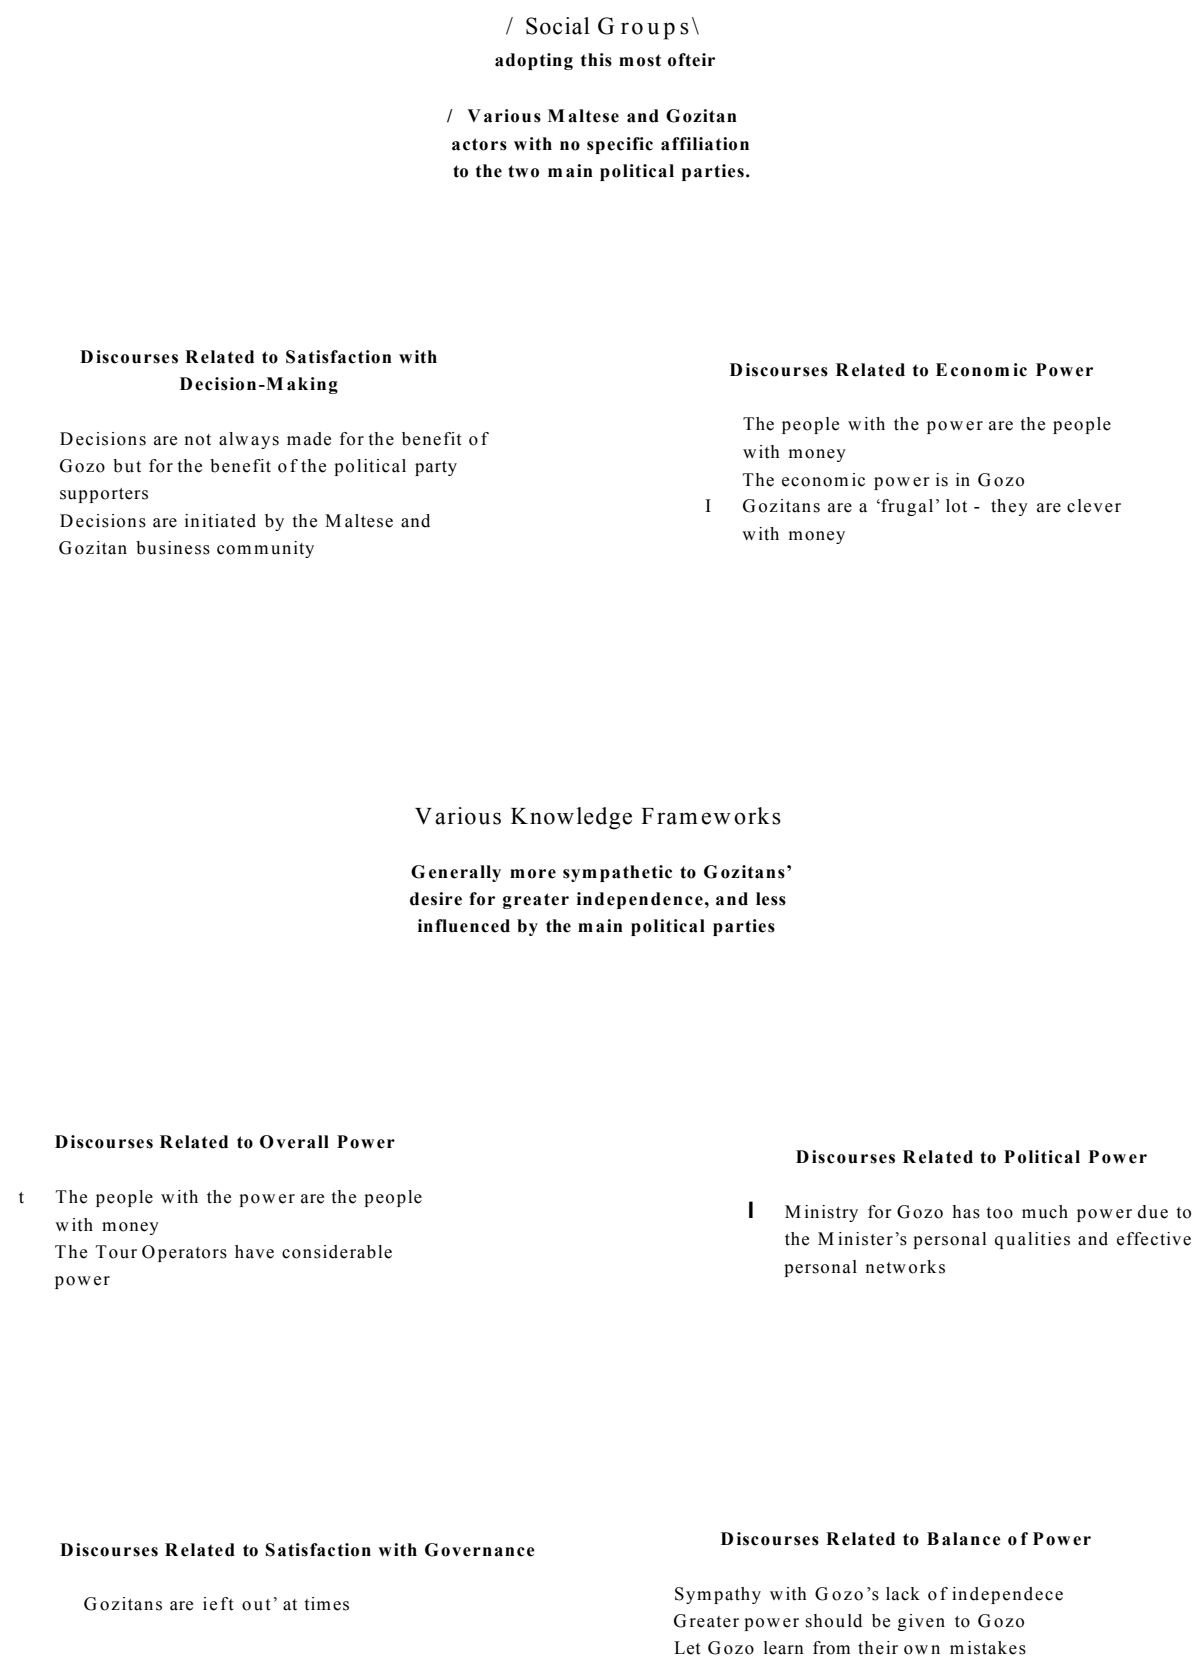 / Social Groups\
adopting this most ofteir
/ Various Maltese and Gozitan
actors with no specific affiliation
to the two main political parties.
Discourses Related to Satisfaction with
Decision-Making
Decisions are not always made for the benefit of
Gozo but for the benefit of the political party
supporters
Decisions are initiated by the Maltese and
Gozitan business community
Discourses Related to Economic Power
The people with the power are the people
with money
The economic power is in Gozo
I Gozitans are a ‘frugal’ lot - they are clever
with money
Various Knowledge Frameworks
Generally more sympathetic to Gozitans’
desire for greater independence, and less
influenced by the main political parties
Discourses Related to Overall Power
t The people with the power are the people
with money
The Tour Operators have considerable
power
Discourses Related to Political Power
I Ministry for Gozo has too much power due to
the Minister’s personal qualities and effective
personal networks
Discourses Related to Satisfaction with Governance
Gozitans are ieft out’ at times
Discourses Related to Balance of Power
Sympathy with Gozo’s lack of independece
Greater power should be given to Gozo
Let Gozo learn from their own mistakes